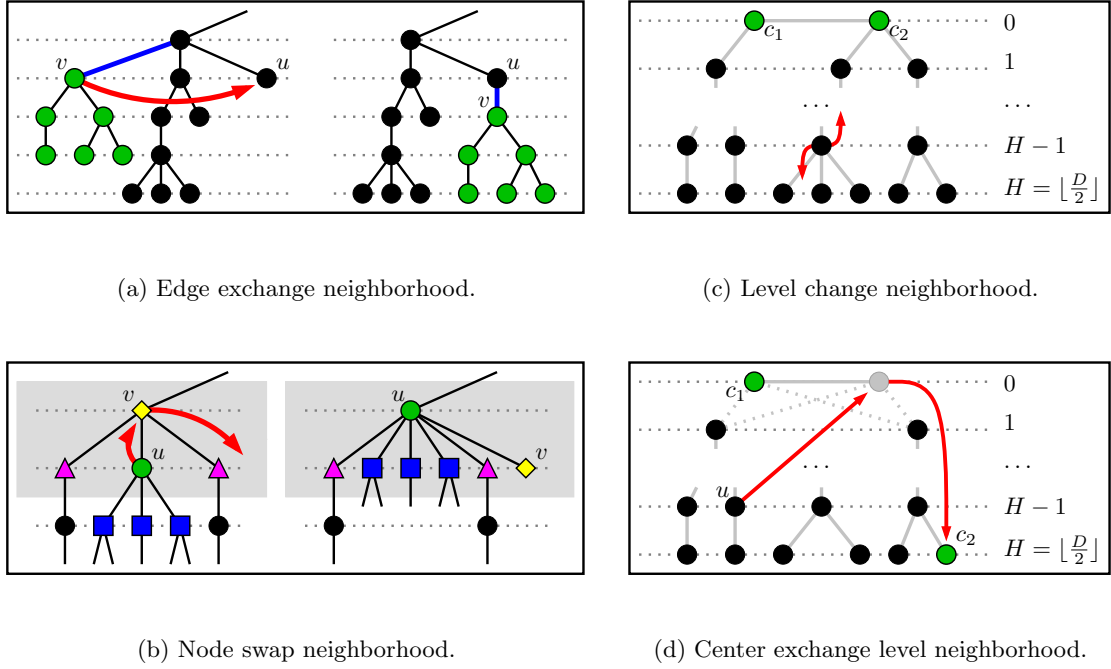 v
u
u
v
(a) Edge exchange neighborhood.
c₁
c₂
0
1
...
...
H − 1
H = ⌊D/2⌋
(c) Level change neighborhood.
v
u
u
v
(b) Node swap neighborhood.
c₁
0
1
...
...
u
H − 1
c₂
H = ⌊D/2⌋
(d) Center exchange level neighborhood.